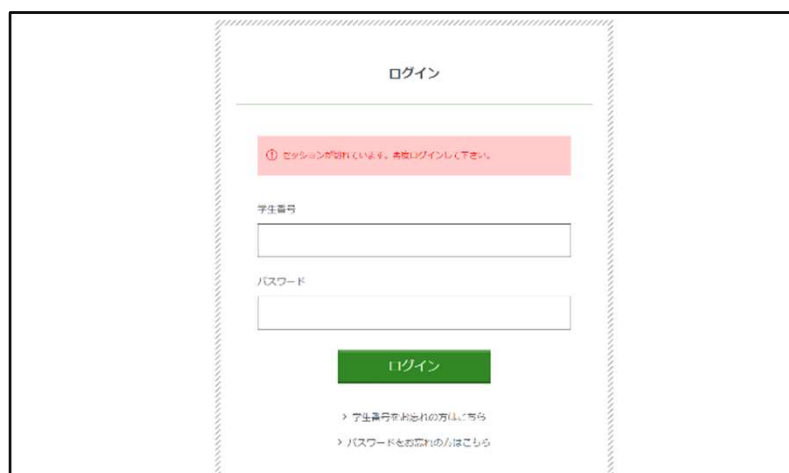 ログイン
セッションが切れています。再度ログインして下さい。
学生番号
パスワード
ログイン
> 学生番号をお忘れの方はこちら
> パスワードをお忘れの方はこちら